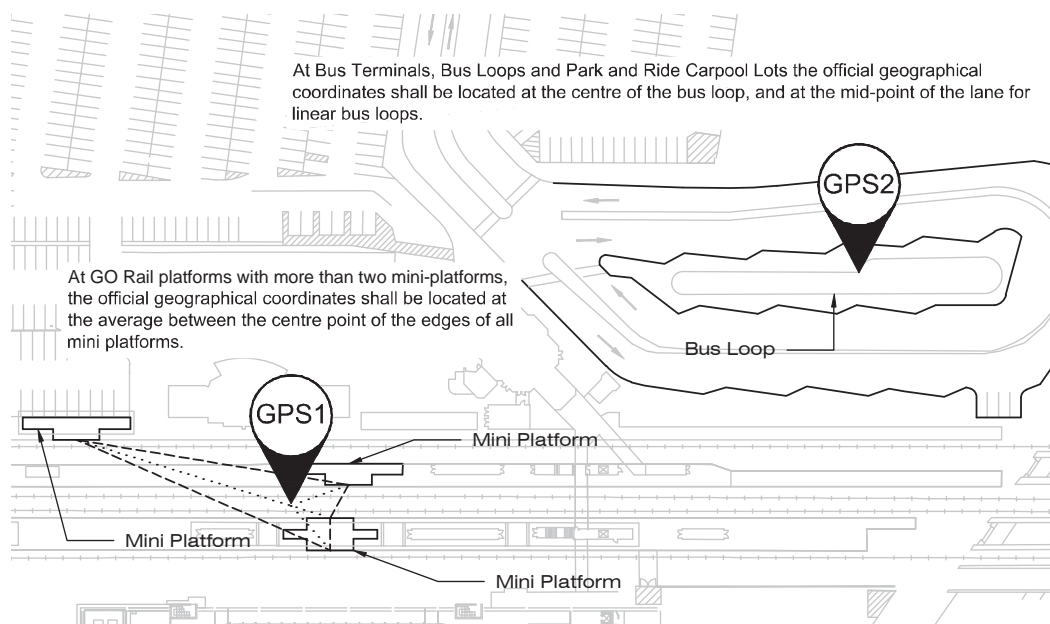 At Bus Terminals, Bus Loops and Park and Ride Carpool Lots the official geographical
coordinates shall be located at the centre of the bus loop, and at the mid-point of the lane for
linear bus loops.
GPS2
At GO Rail platforms with more than two mini-platforms,
the official geographical coordinates shall be located at
the average between the centre point of the edges of all
mini platforms.
Bus Loop
GPS1
Mini Platform
Mini Platform
Mini Platform